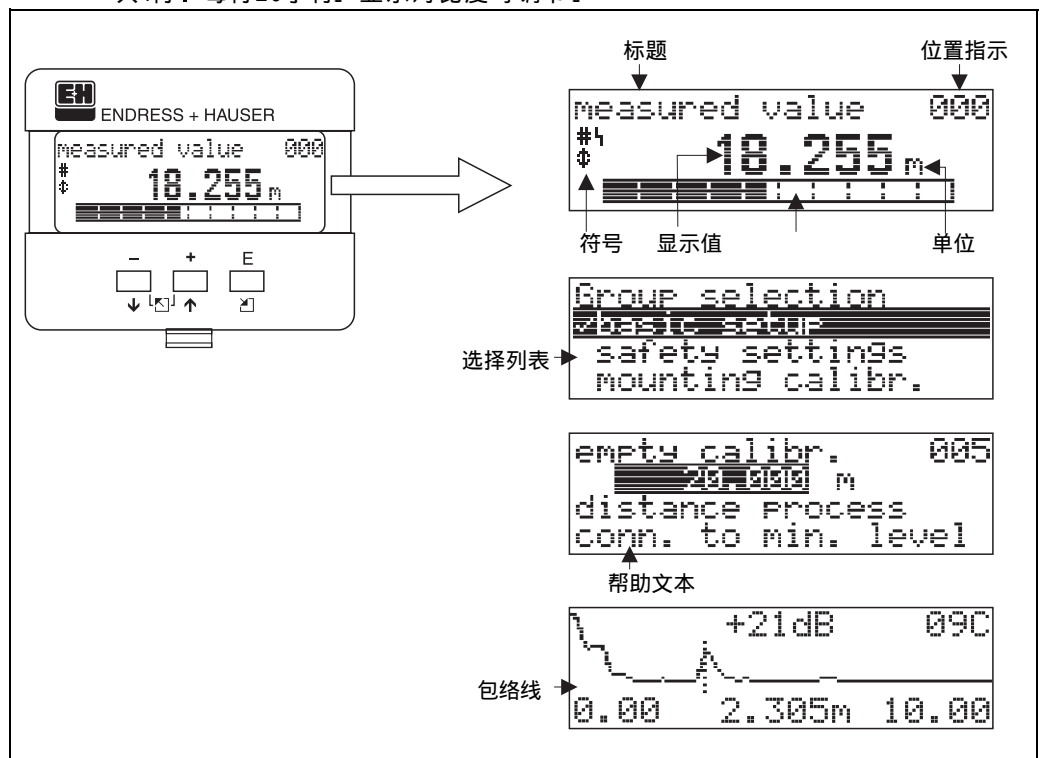 标题 位置指示
ENDRESS + HAUSER
measured value 000
18.255 m
- + E
measured value 000
18.255 m
符号 显示值 单位
Group selection
basic setup
选择列表 safety settings
mounting calibr.
empty calibr. 005
20.000 m
distance process
conn. to min. level
帮助文本
+21dB 09C
包络线
0.00 2.305m 10.00